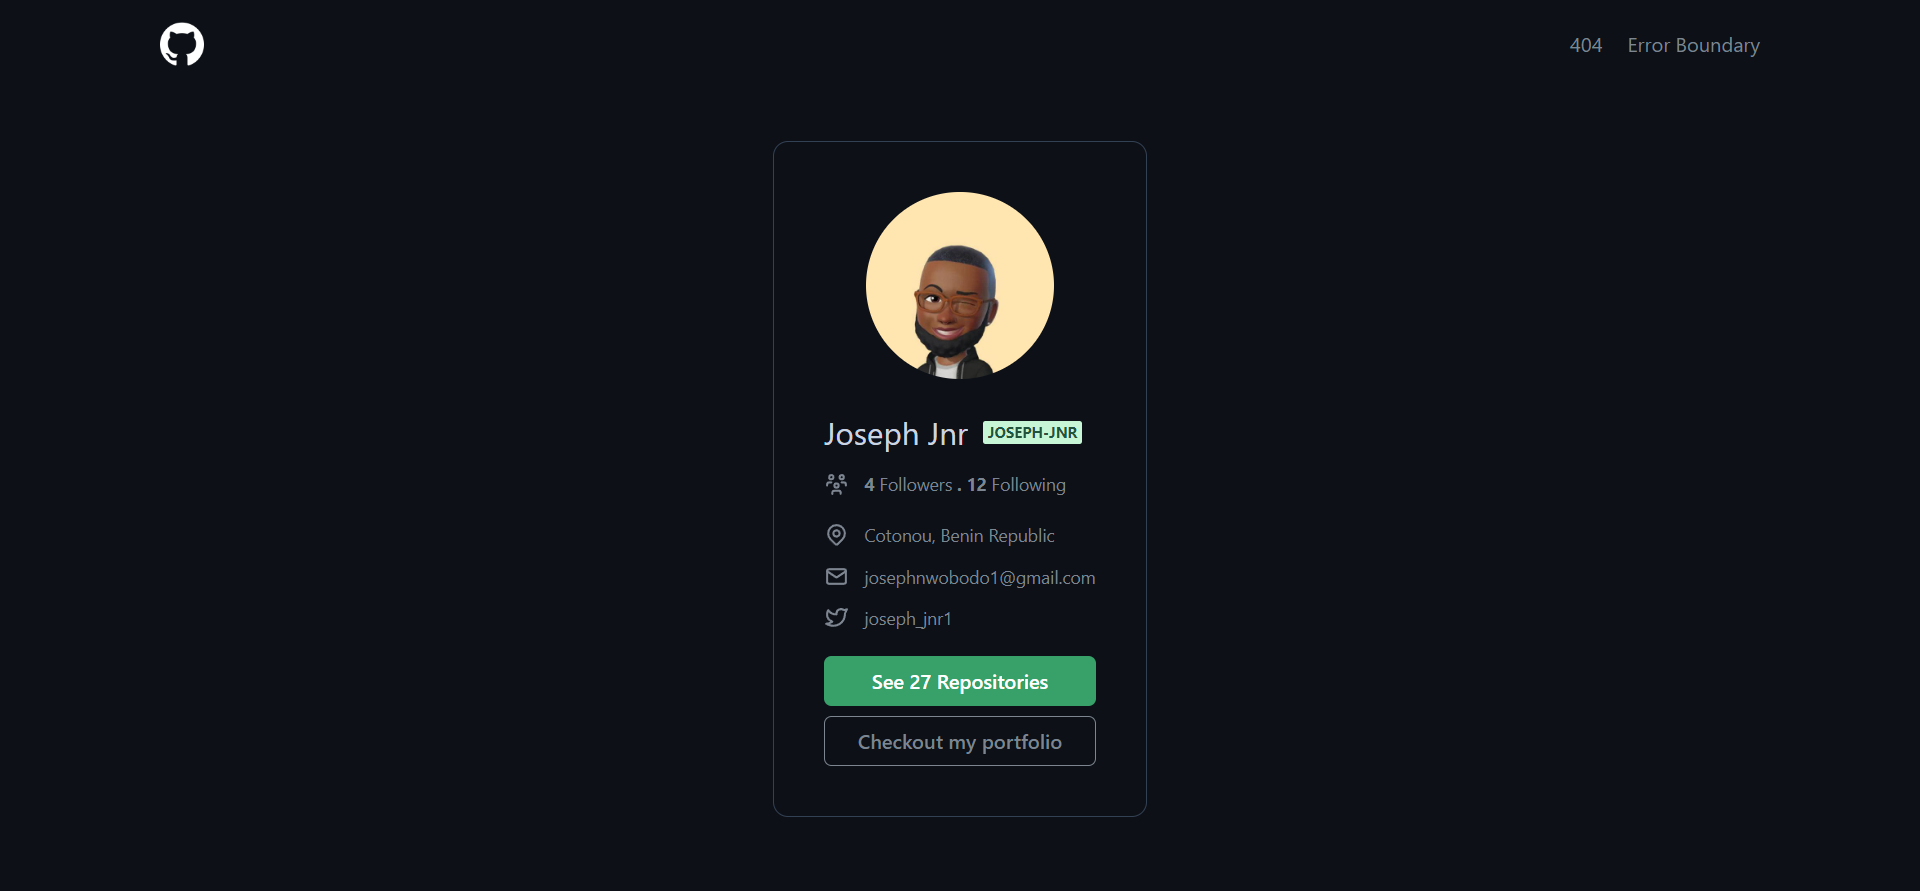 404 Error Boundary
Joseph Jnr JOSEPH-JNR
4 Followers . 12 Following
Cotonou, Benin Republic
josephnwobodo1@gmail.com
joseph_jnr1
See 27 Repositories
Checkout my portfolio